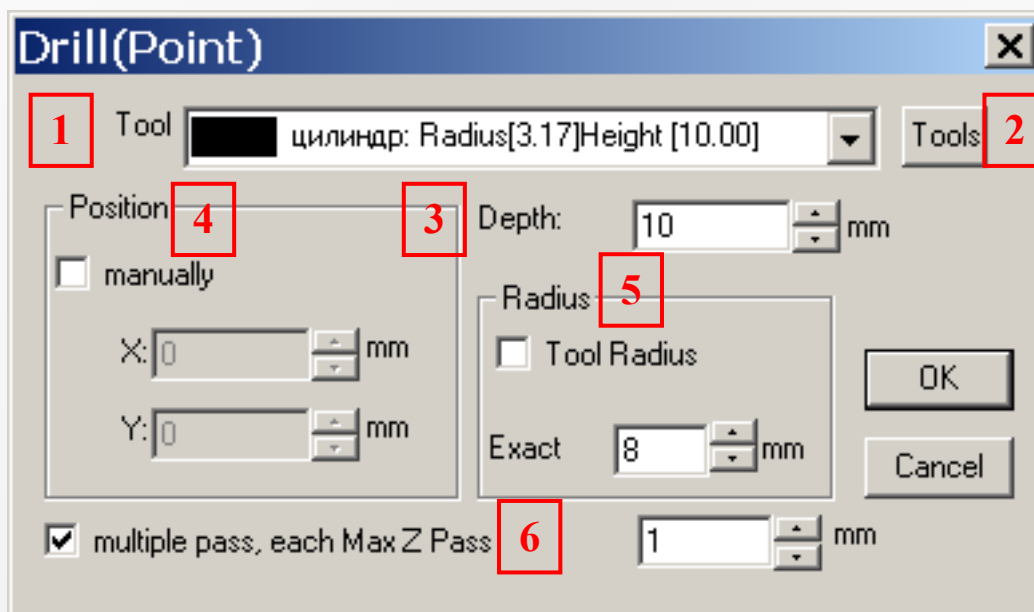 Drill(Point)
1 Tool цилиндр: Radius[3.17]Height [10.00] Tools 2
Position 4 3 Depth: 10 mm
manually
Radius 5
X: 0 mm
Tool Radius
OK
Y: 0 mm
Exact 8 mm
Cancel
multiple pass, each Max Z Pass 6 1 mm